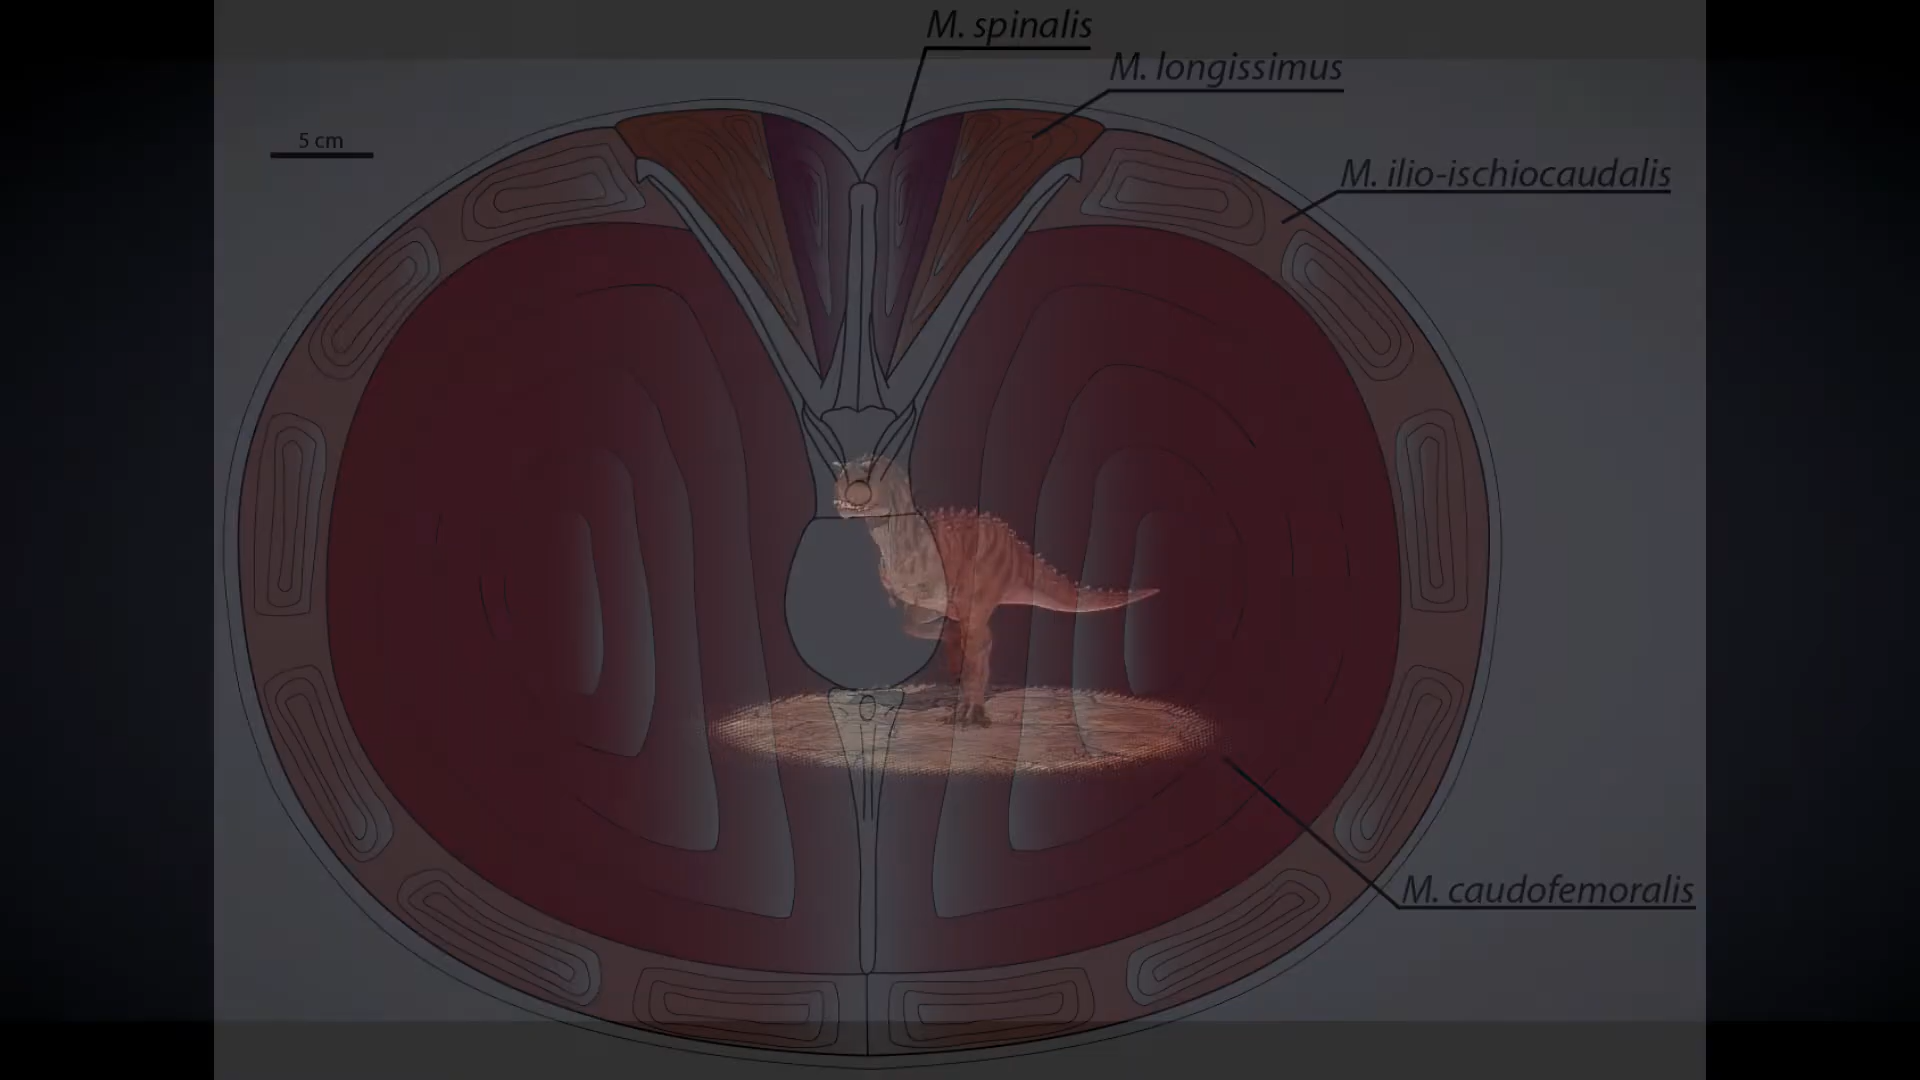 M. spinalis
M. longissimus
5 cm
M. ilio-ischiocaudalis
M. caudofemoralis